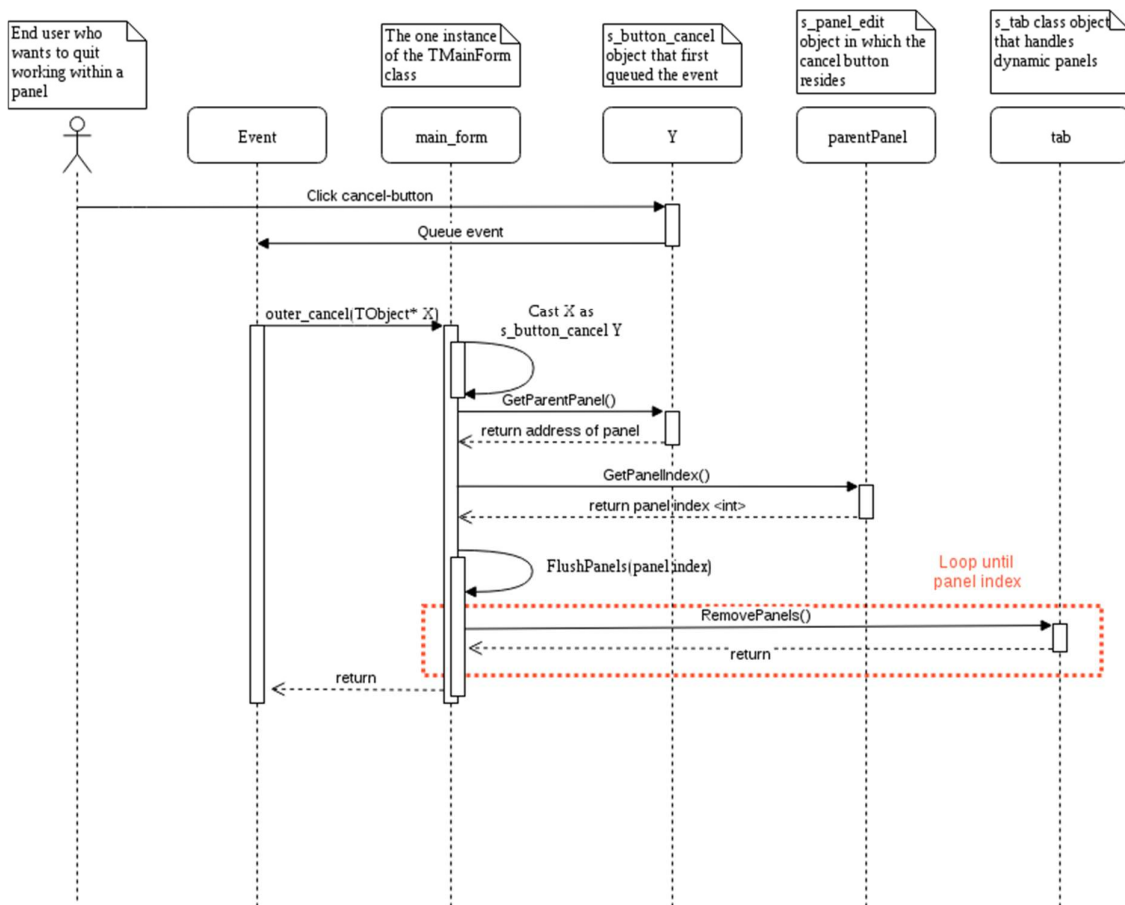 End user who
wants to quit
working within a
panel
The one instance
of the TMainForm
class
s_button_cancel
object that first
queued the event
s_panel_edit
object in which the
cancel button
resides
s_tab class object
that handles
dynamic panels
Event
main_form
Y
parentPanel
tab
Click cancel-button
Queue event
outer_cancel(TObject* X)
Cast X as
s_button_cancel Y
GetParentPanel()
return address of panel
GetPanelIndex()
return panel index <int>
FlushPanels(panel index)
Loop until
panel index
RemovePanels()
return
return